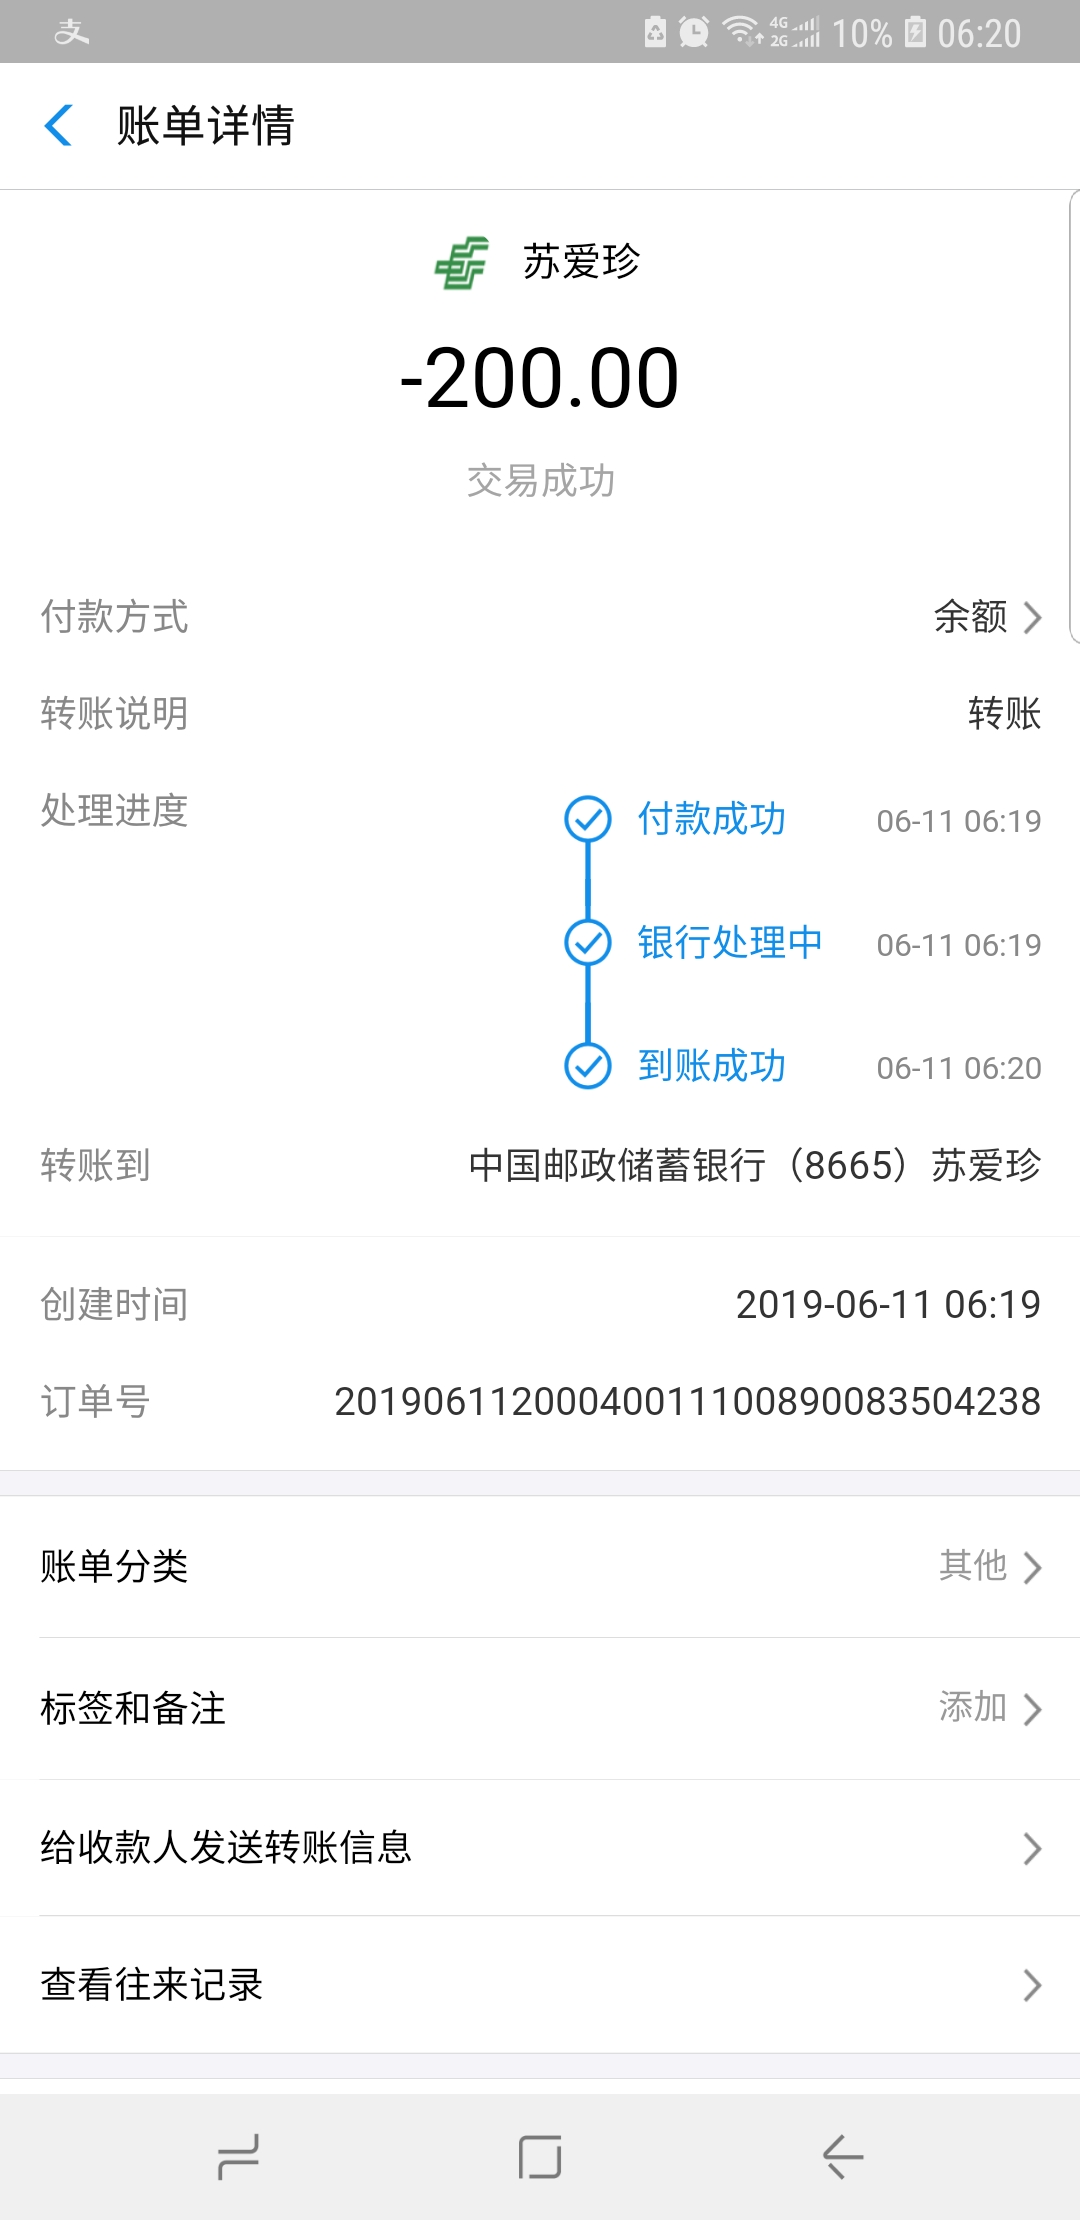 支 4G 2G 10% 06:20
账单详情
苏爱珍
-200.00
交易成功
付款方式 余额
转账说明 转账
处理进度 付款成功 06-11 06:19
银行处理中 06-11 06:19
到账成功 06-11 06:20
转账到 中国邮政储蓄银行（8665）苏爱珍
创建时间 2019-06-11 06:19
订单号 20190611200040011100890083504238
账单分类 其他
标签和备注 添加
给收款人发送转账信息
查看往来记录